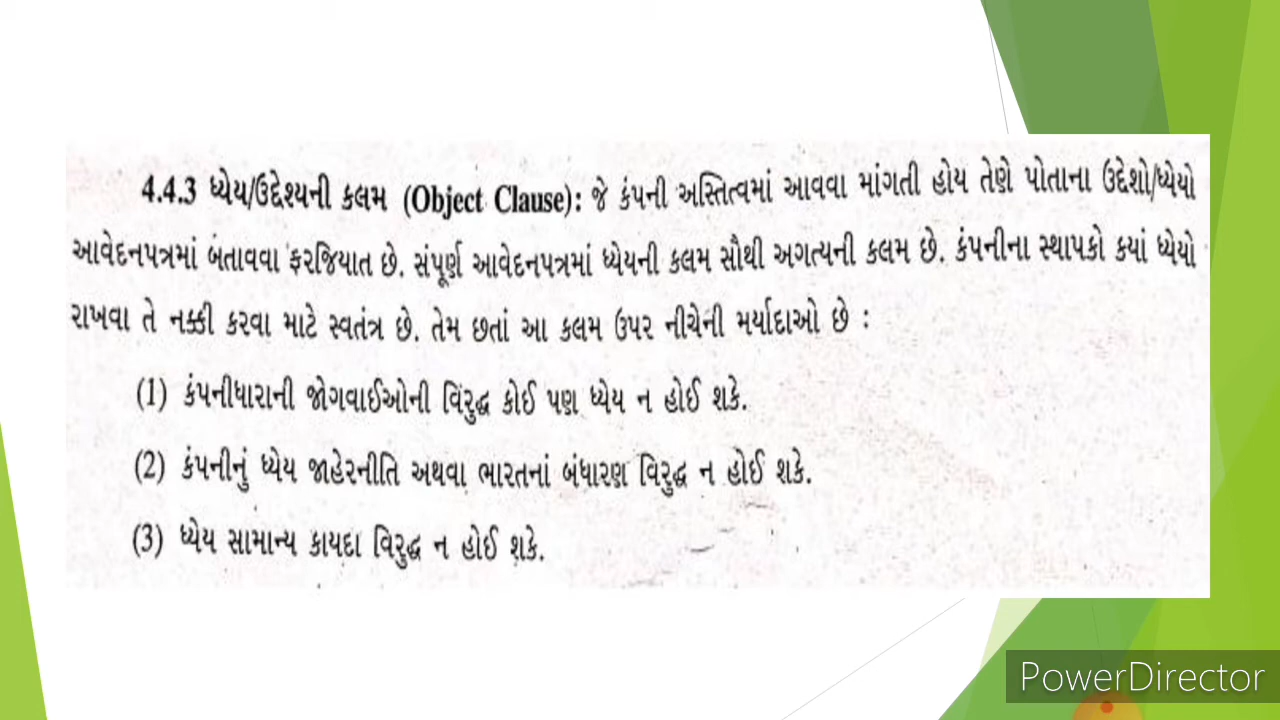 4.4.3 ધ્યેય/ઉદ્દેશ્યની કલમ (Object Clause): જે કંપની અસ્તિત્વમાં આવવા માંગતી હોય તેણે પોતાના ઉદ્દેશો/ધ્યેયો
આવેદનપત્રમાં બતાવવા ફરજિયાત છે. સંપૂર્ણ આવેદનપત્રમાં ધ્યેયની કલમ સૌથી અગત્યની કલમ છે. કંપનીના સ્થાપકો કયાં ધ્યેયો
રાખવા તે નક્કી કરવા માટે સ્વતંત્ર છે. તેમ છતાં આ કલમ ઉપર નીચેની મર્યાદાઓ છે :
(1) કંપનીધારાની જોગવાઈઓની વિરુદ્ધ કોઈ પણ ધ્યેય ન હોઈ શકે.
(2) કંપનીનું ધ્યેય જાહેરનીતિ અથવા ભારતનાં બંધારણ વિરુદ્ધ ન હોઈ શકે.
(3) ધ્યેય સામાન્ય કાયદા વિરુદ્ધ ન હોઈ શકે.
PowerDirector